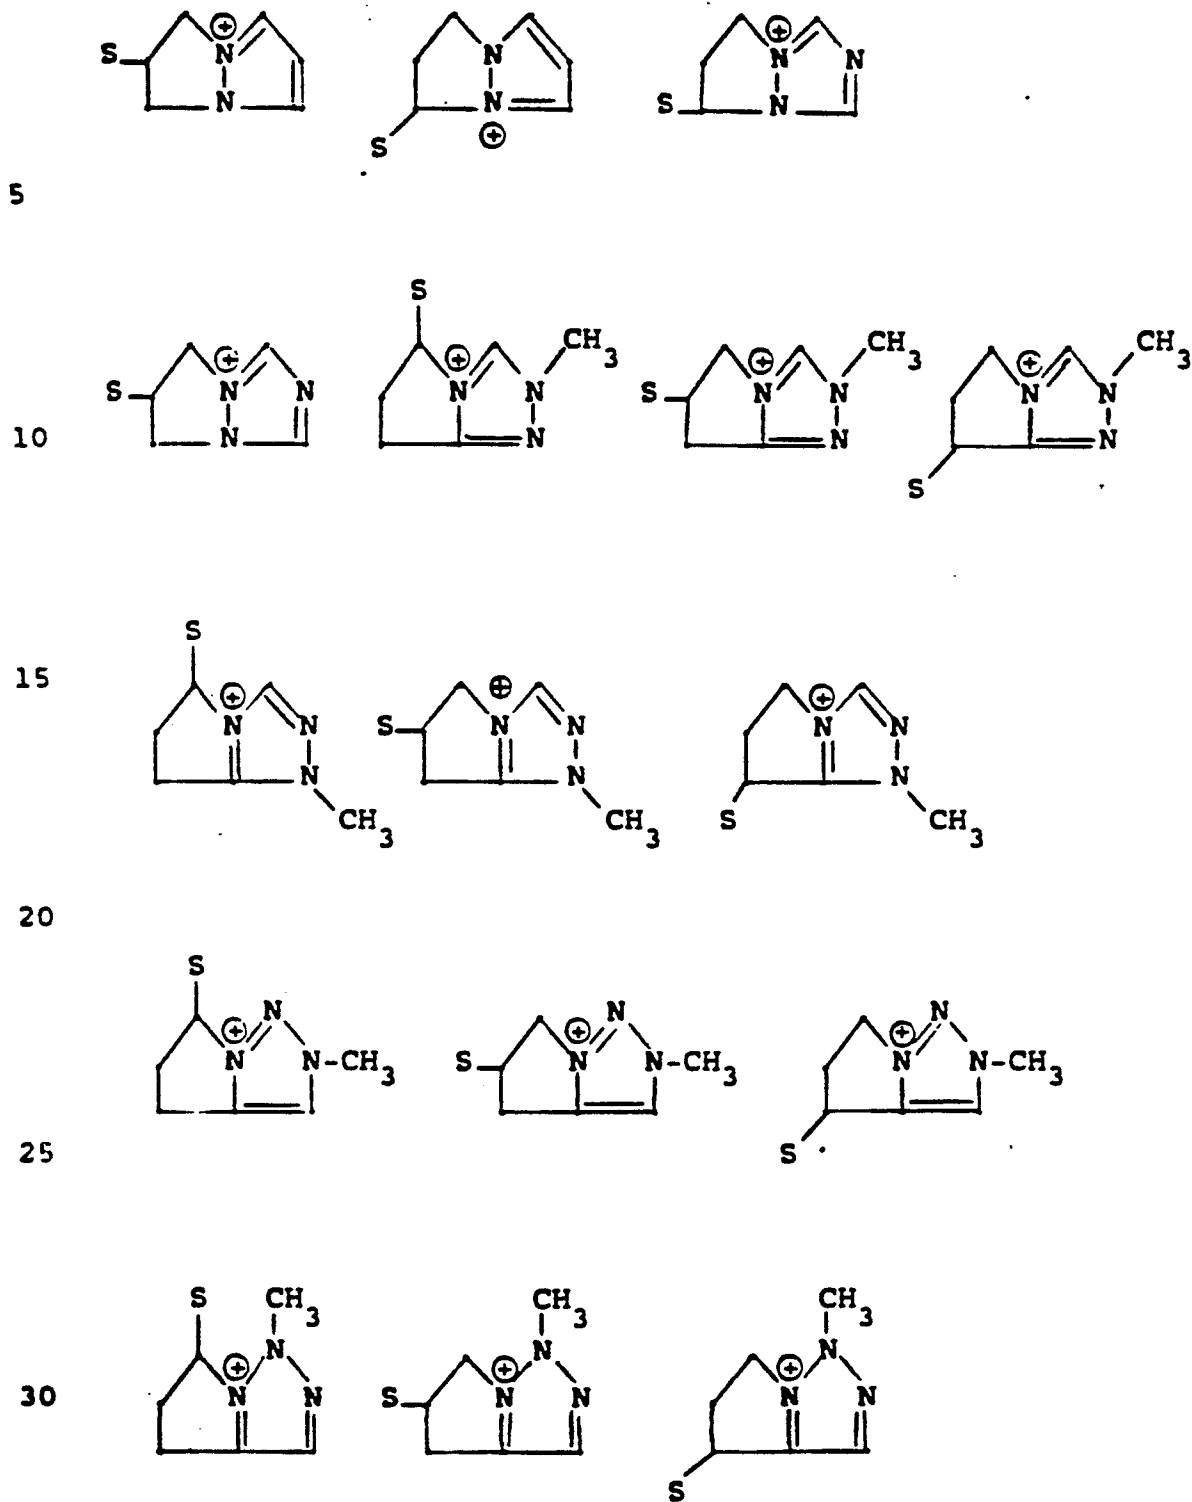 ⊕ ⊕
S N N N N
N N S N
⊕
S
5
S
⊕ ⊕ CH3 ⊕ CH3 ⊕ CH3
S N N N N S N N N N
10 N N N N
S
S
15 ⊕ ⊕ ⊕
N N S N N N N
N N N
CH3 CH3 S CH3
20
S
⊕ N ⊕ N ⊕ N
N N-CH3 S N N-CH3 N N-CH3
25 S
S CH3 CH3 CH3
⊕ N ⊕ N ⊕ N
30 N N S N N N N
S